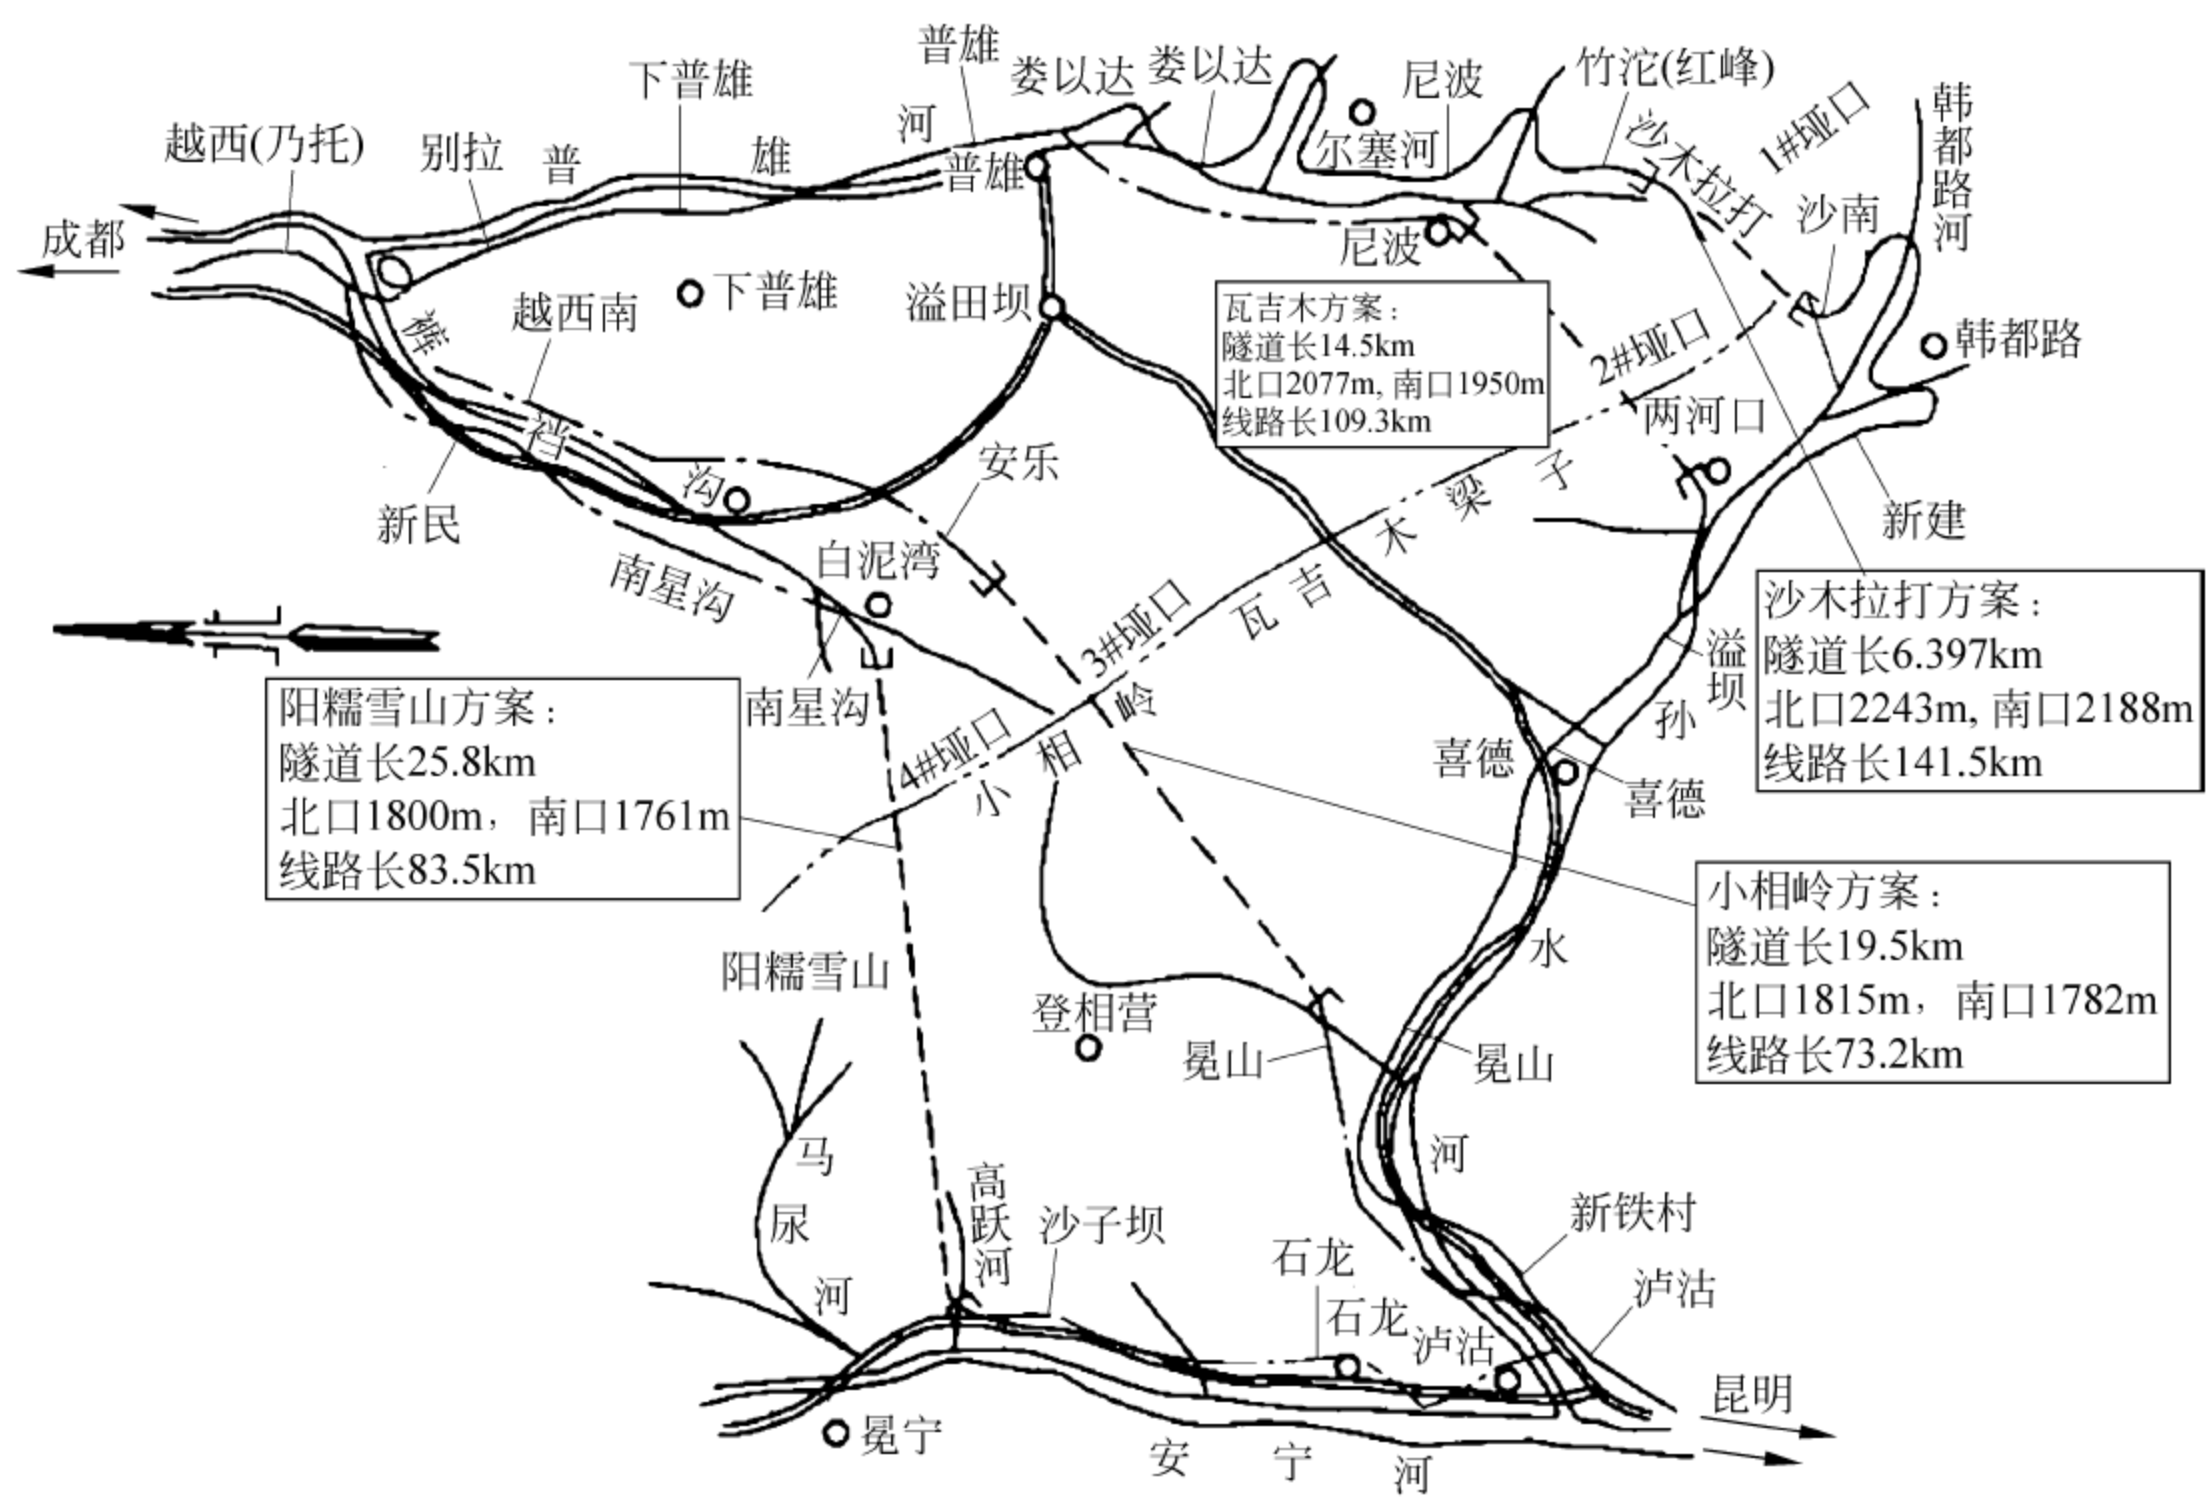 普雄
下普雄
娄以达
娄以达
尼波
竹沱(红峰)
1#垭口
韩都路河
越西(乃托)
别拉
普
雄
河
普雄
尔塞河
沙木拉打
沙南
成都
下普雄
溢田坝
尼波
裤
越西南
瓦吉木方案：
隧道长14.5km
北口2077m, 南口1950m
线路长109.3km
2#垭口
韩都路
两河口
裆
沟
安乐
子
梁
木
吉
瓦
新民
新建
白泥湾
南星沟
3#垭口
沙木拉打方案：
隧道长6.397km
北口2243m, 南口2188m
线路长141.5km
溢坝
阳糯雪山方案：
隧道长25.8km
北口1800m，南口1761m
线路长83.5km
南星沟
4#垭口
岭
相
小
孙
喜德
喜德
小相岭方案：
隧道长19.5km
北口1815m，南口1782m
线路长73.2km
水
阳糯雪山
登相营
冕山
冕山
马
尿
河
高跃河
沙子坝
河
新铁村
石龙
石龙
泸沽
泸沽
昆明
冕宁
安
宁
河